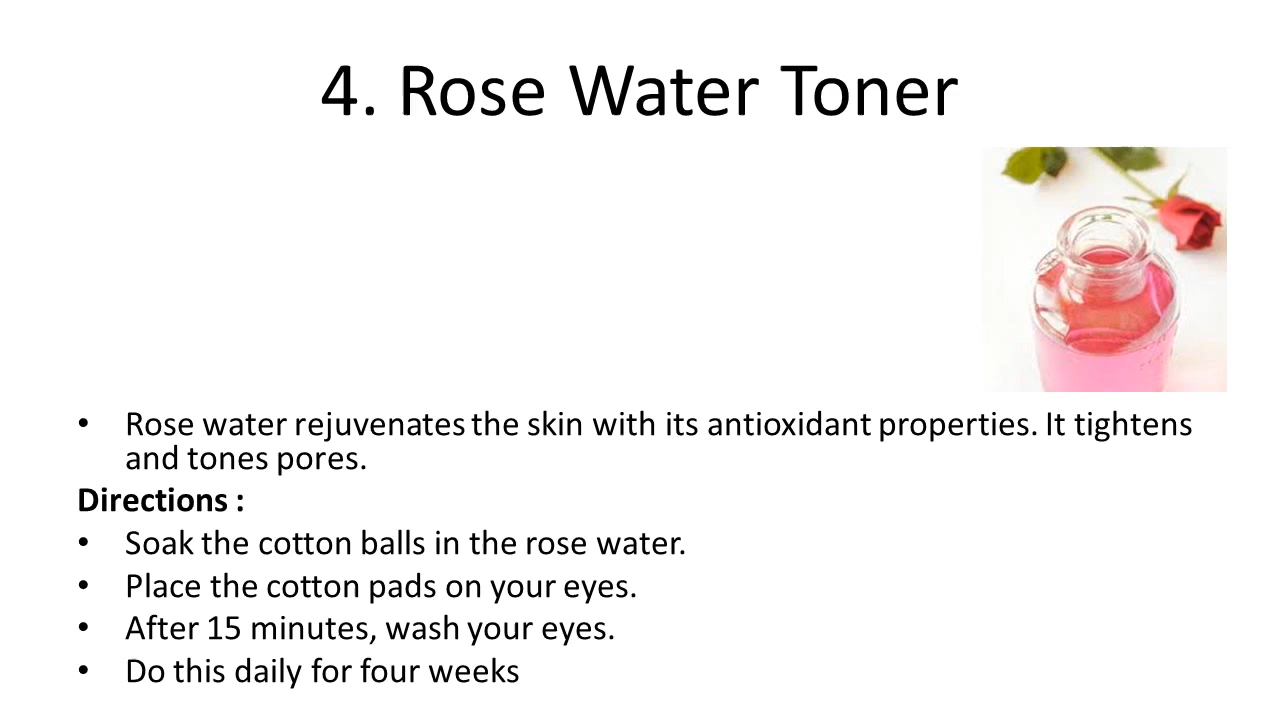 4. Rose Water Toner
• Rose water rejuvenates the skin with its antioxidant properties. It tightens
and tones pores.
Directions :
• Soak the cotton balls in the rose water.
• Place the cotton pads on your eyes.
• After 15 minutes, wash your eyes.
• Do this daily for four weeks